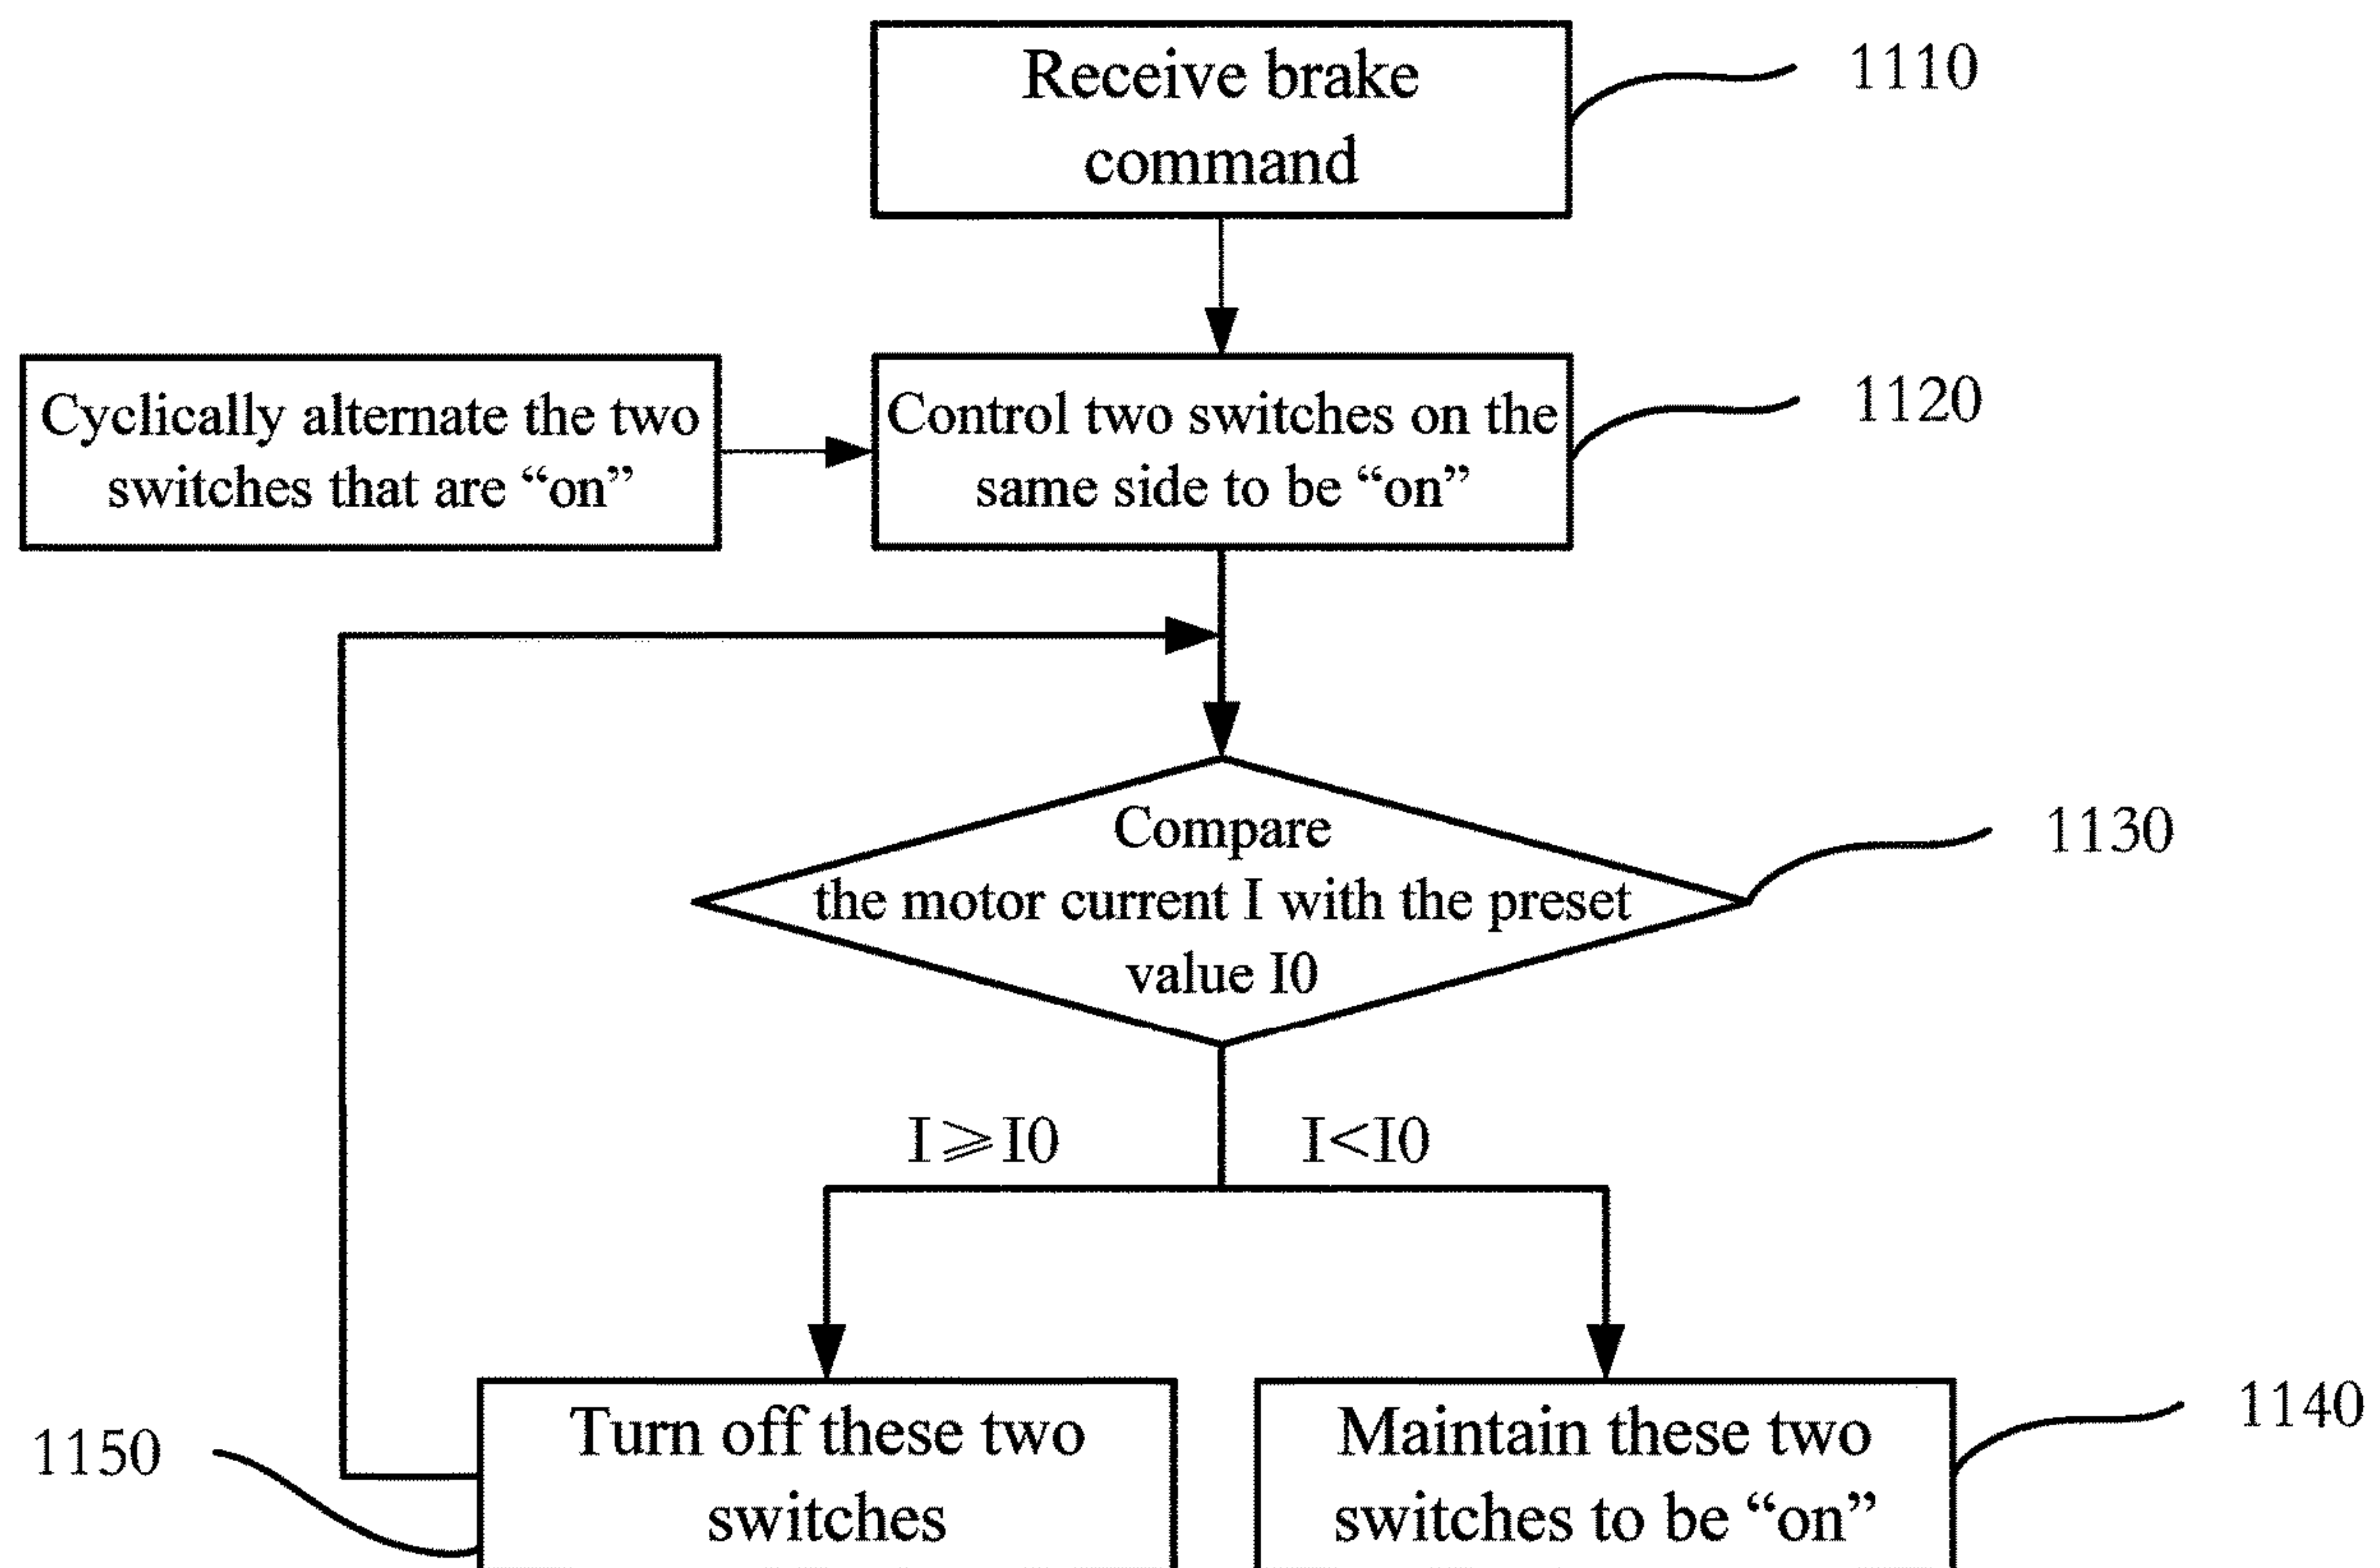 Receive brake
command
1110
Cyclically alternate the two
switches that are “on”
Control two switches on the
same side to be “on”
1120
Compare
the motor current I with the preset
value I0
1130
I⩾I0
I<I0
1150
Turn off these two
switches
Maintain these two
switches to be “on”
1140